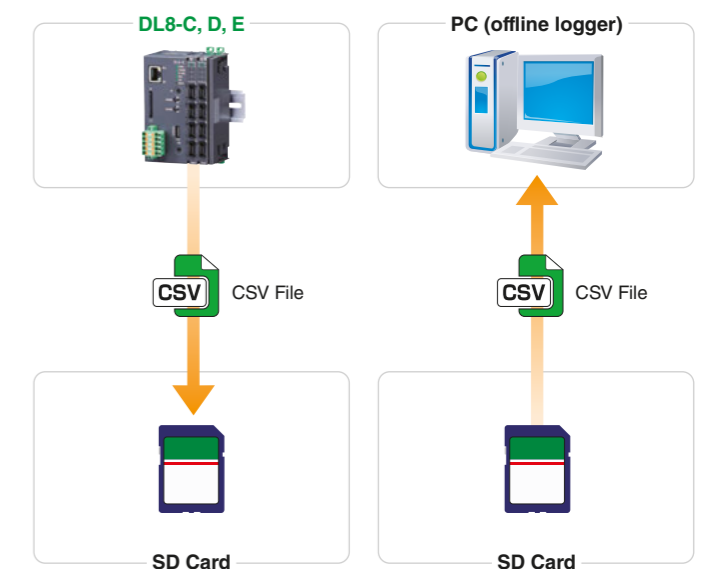 DL8-C, D, E
PC (offline logger)
CSV
CSV File
CSV
CSV File
SD Card
SD Card